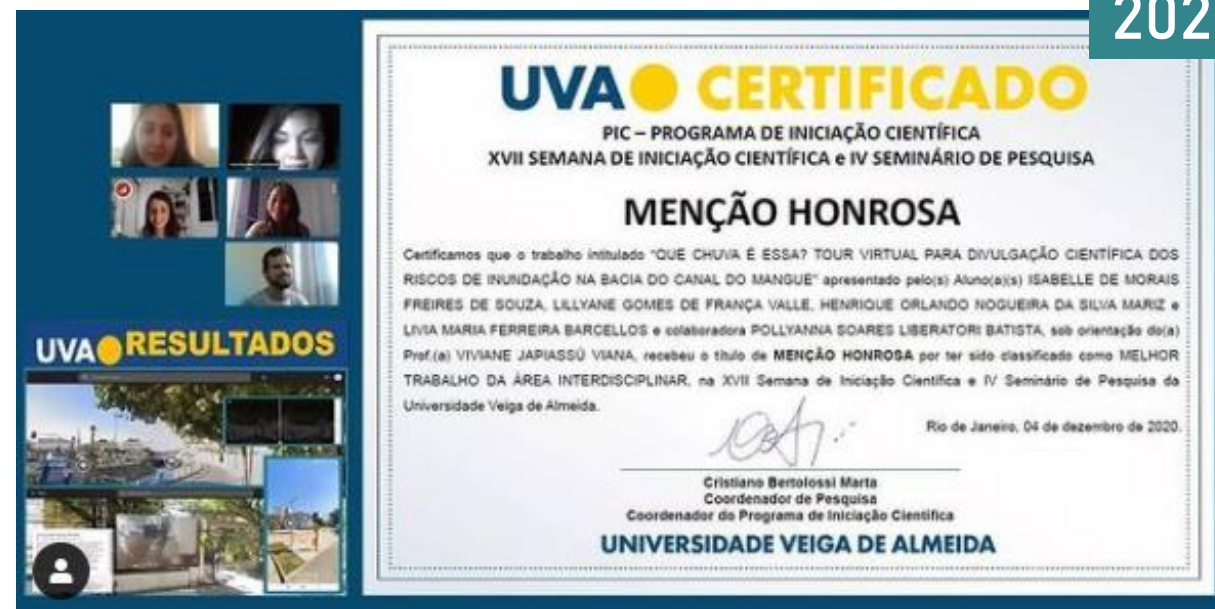 202
UVA CERTIFICADO
PIC – PROGRAMA DE INICIAÇÃO CIENTÍFICA
XVII SEMANA DE INICIAÇÃO CIENTÍFICA e IV SEMINÁRIO DE PESQUISA
MENÇÃO HONROSA
Certificamos que o trabalho intitulado "QUE CHUVA É ESSA? TOUR VIRTUAL PARA DIVULGAÇÃO CIENTÍFICA DOS
RISCOS DE INUNDAÇÃO NA BACIA DO CANAL DO MANGUE" apresentado pelo(s) Aluno(a)(s) ISABELLE DE MORAIS
FREIRES DE SOUZA, LILLYANE GOMES DE FRANÇA VALLE, HENRIQUE ORLANDO NOGUEIRA DA SILVA MARIZ e
LIVIA MARIA FERREIRA BARCELLOS e colaboradora POLLYANNA SOARES LIBERATORI BATISTA, sob orientação do(a)
Prof.(a) VIVIANE JAPIASSÚ VIANA, recebeu o título de MENÇÃO HONROSA por ter sido classificado como MELHOR
TRABALHO DA ÁREA INTERDISCIPLINAR, na XVII Semana de Iniciação Científica e IV Seminário de Pesquisa da
Universidade Veiga de Almeida.
Rio de Janeiro, 04 de dezembro de 2020.
Cristiano Bertolossi Marta
Coordenador de Pesquisa
Coordenador do Programa de Iniciação Científica
UNIVERSIDADE VEIGA DE ALMEIDA
UVA RESULTADOS